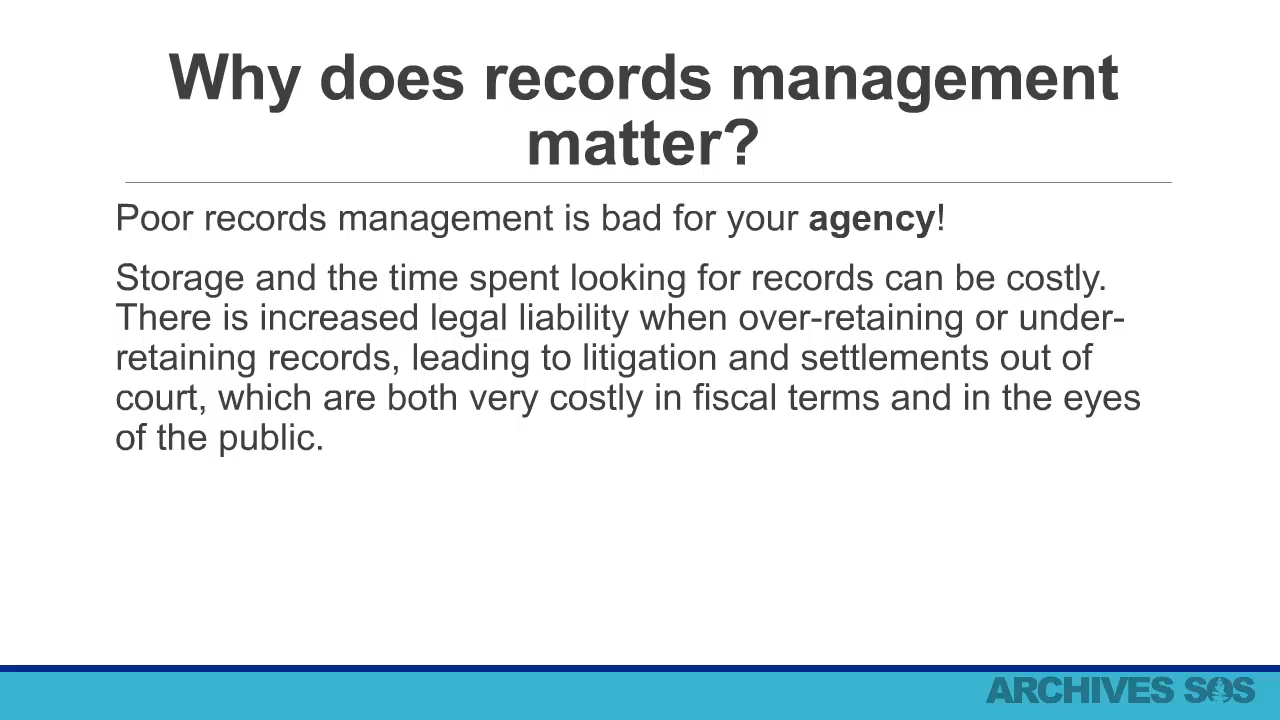 Why does records management
matter?
Poor records management is bad for your agency!
Storage and the time spent looking for records can be costly.
There is increased legal liability when over-retaining or under-
retaining records, leading to litigation and settlements out of
court, which are both very costly in fiscal terms and in the eyes
of the public.
ARCHIVES SOS